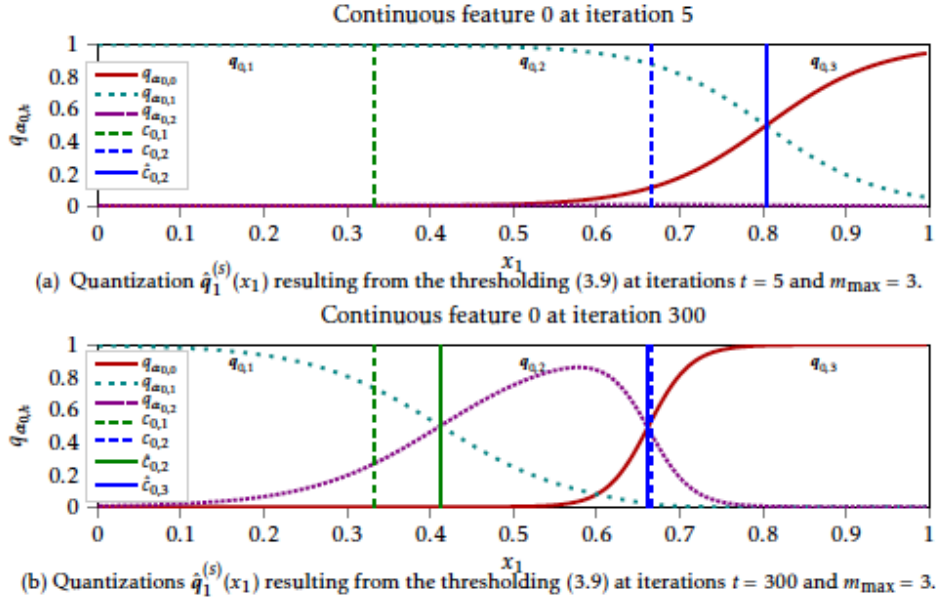 Continuous feature 0 at iteration 5
q_{α_{0,h}}
1
0.8
0.6
0.4
0.2
0
q_{α_{0,0}}
q_{α_{0,1}}
q_{α_{0,2}}
c_{0,1}
c_{0,2}
ĉ_{0,2}
q_{0,1}
q_{0,2}
q_{0,3}
0 0.1 0.2 0.3 0.4 0.5 0.6 0.7 0.8 0.9 1
x_1
(a) Quantization q̂_1^{(s)}(x_1) resulting from the thresholding (3.9) at iterations t = 5 and m_max = 3.
Continuous feature 0 at iteration 300
q_{α_{0,h}}
1
0.8
0.6
0.4
0.2
0
q_{α_{0,0}}
q_{α_{0,1}}
q_{α_{0,2}}
c_{0,1}
c_{0,2}
ĉ_{0,2}
ĉ_{0,3}
q_{0,1}
q_{0,2}
q_{0,3}
0 0.1 0.2 0.3 0.4 0.5 0.6 0.7 0.8 0.9 1
x_1
(b) Quantizations q̂_1^{(s)}(x_1) resulting from the thresholding (3.9) at iterations t = 300 and m_max = 3.